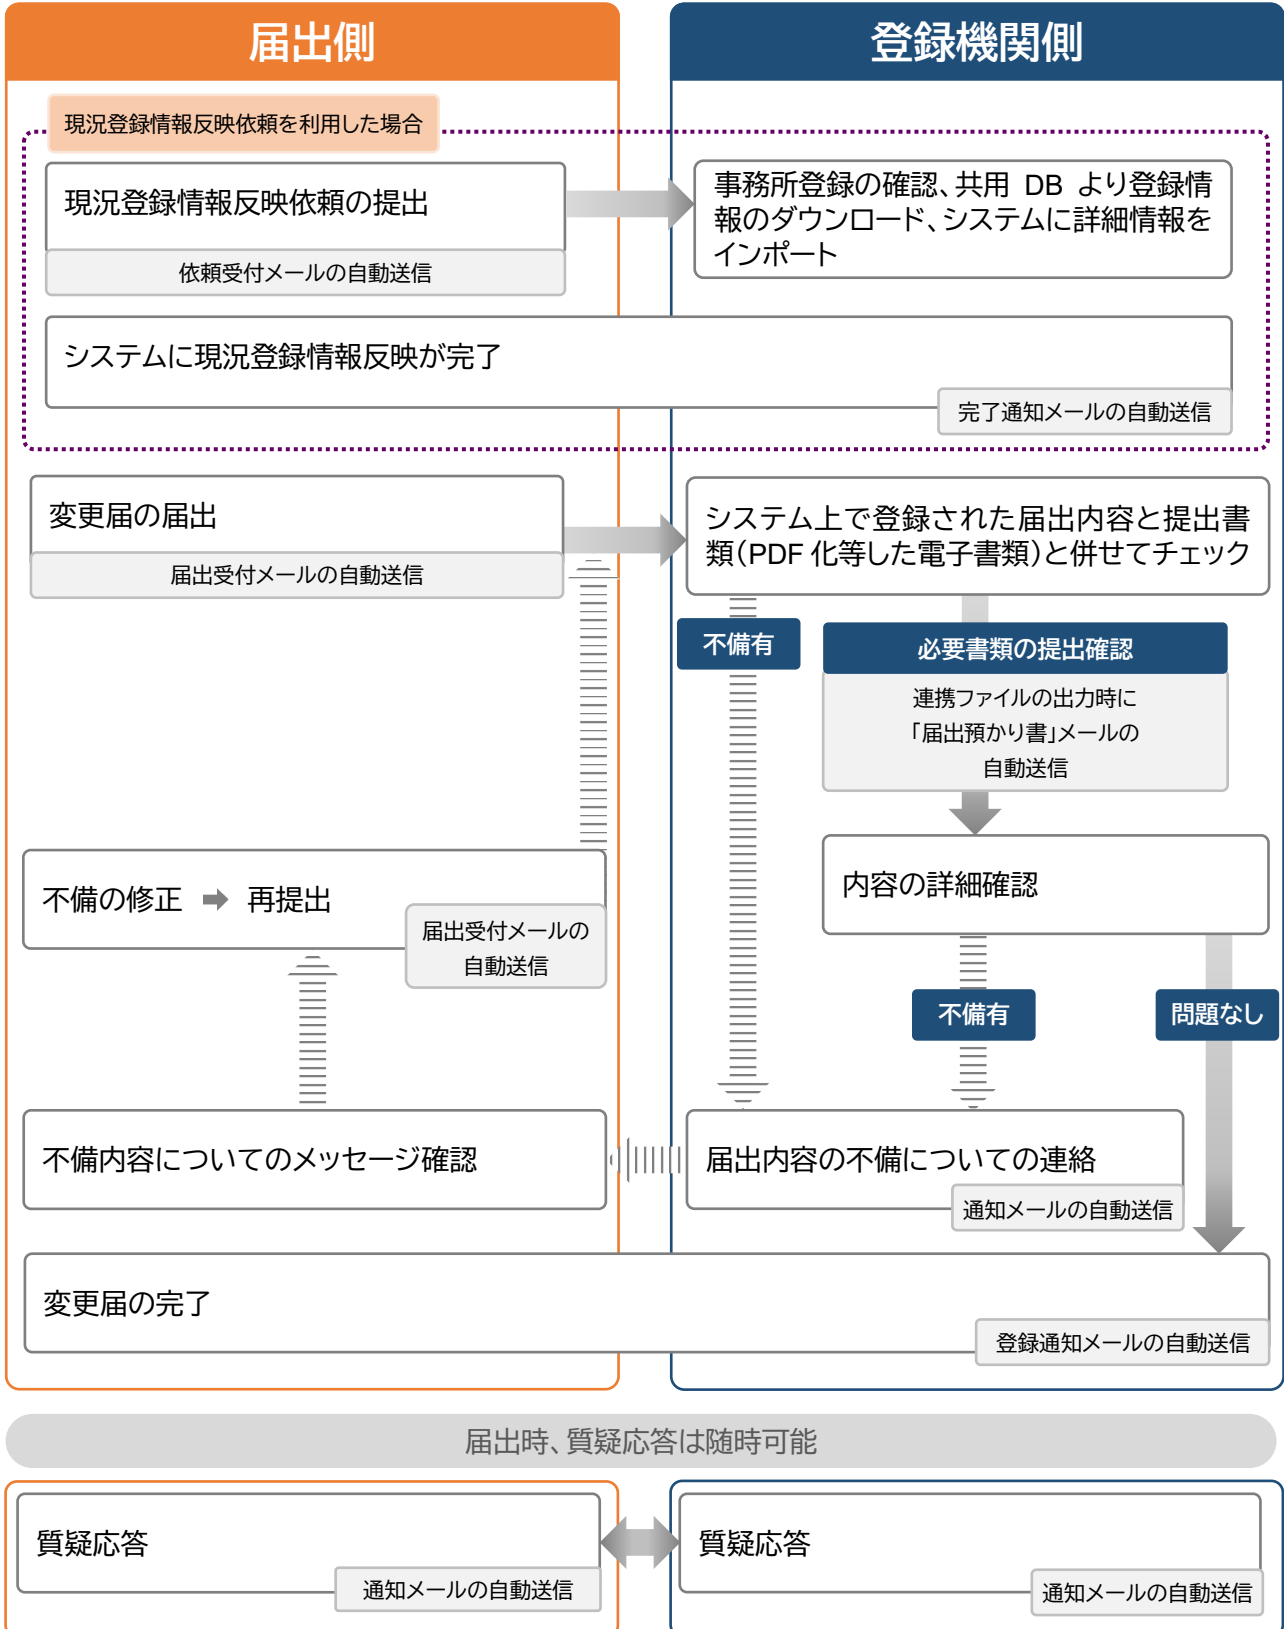 届出側
登録機関側
現況登録情報反映依頼を利用した場合
現況登録情報反映依頼の提出
依頼受付メールの自動送信
事務所登録の確認、共用 DB より登録情
報のダウンロード、システムに詳細情報を
インポート
システムに現況登録情報反映が完了
完了通知メールの自動送信
変更届の届出
届出受付メールの自動送信
システム上で登録された届出内容と提出書
類（PDF 化等した電子書類）と併せてチェック
不備有
必要書類の提出確認
連携ファイルの出力時に
「届出預かり書」メールの
自動送信
内容の詳細確認
不備の修正 ➡ 再提出
届出受付メールの
自動送信
不備有
問題なし
不備内容についてのメッセージ確認
届出内容の不備についての連絡
通知メールの自動送信
変更届の完了
登録通知メールの自動送信
届出時、質疑応答は随時可能
質疑応答
通知メールの自動送信
質疑応答
通知メールの自動送信